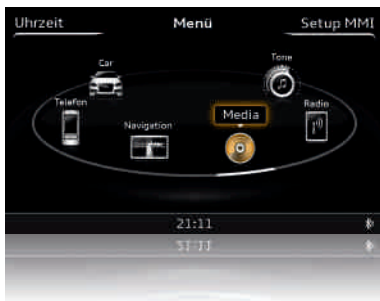 Uhrzeit Menü Setup MMI
Car Tone
Telefon Radio
Navigation Media
21:11